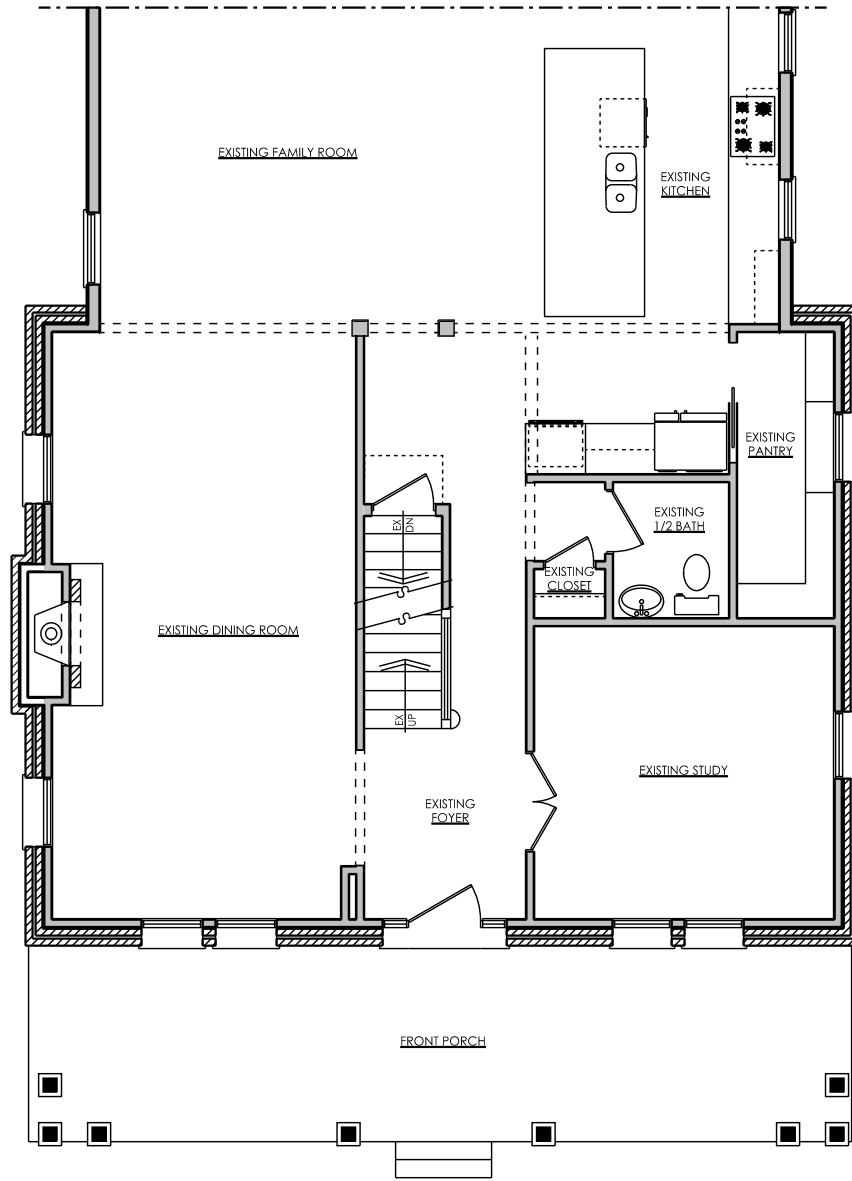 EXISTING FAMILY ROOM
EXISTING
KITCHEN
EXISTING
PANTRY
EXISTING
1/2 BATH
EX
DN
EXISTING
CLOSET
EXISTING DINING ROOM
EX
UP
EXISTING STUDY
EXISTING
FOYER
FRONT PORCH